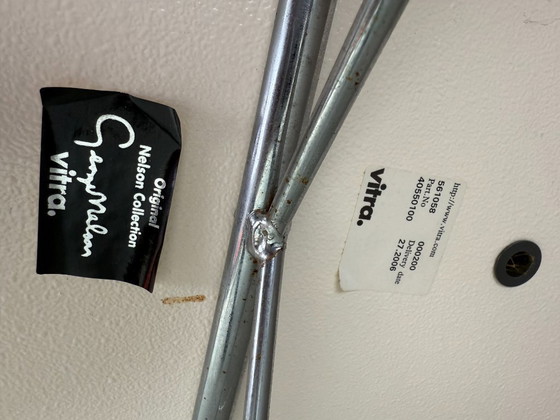 Original
Nelson Collection
George Nelson
vitra.
http://www.vitra.com
561058 000200
Part.No Delivery date
40550100 27.2006
vitra.